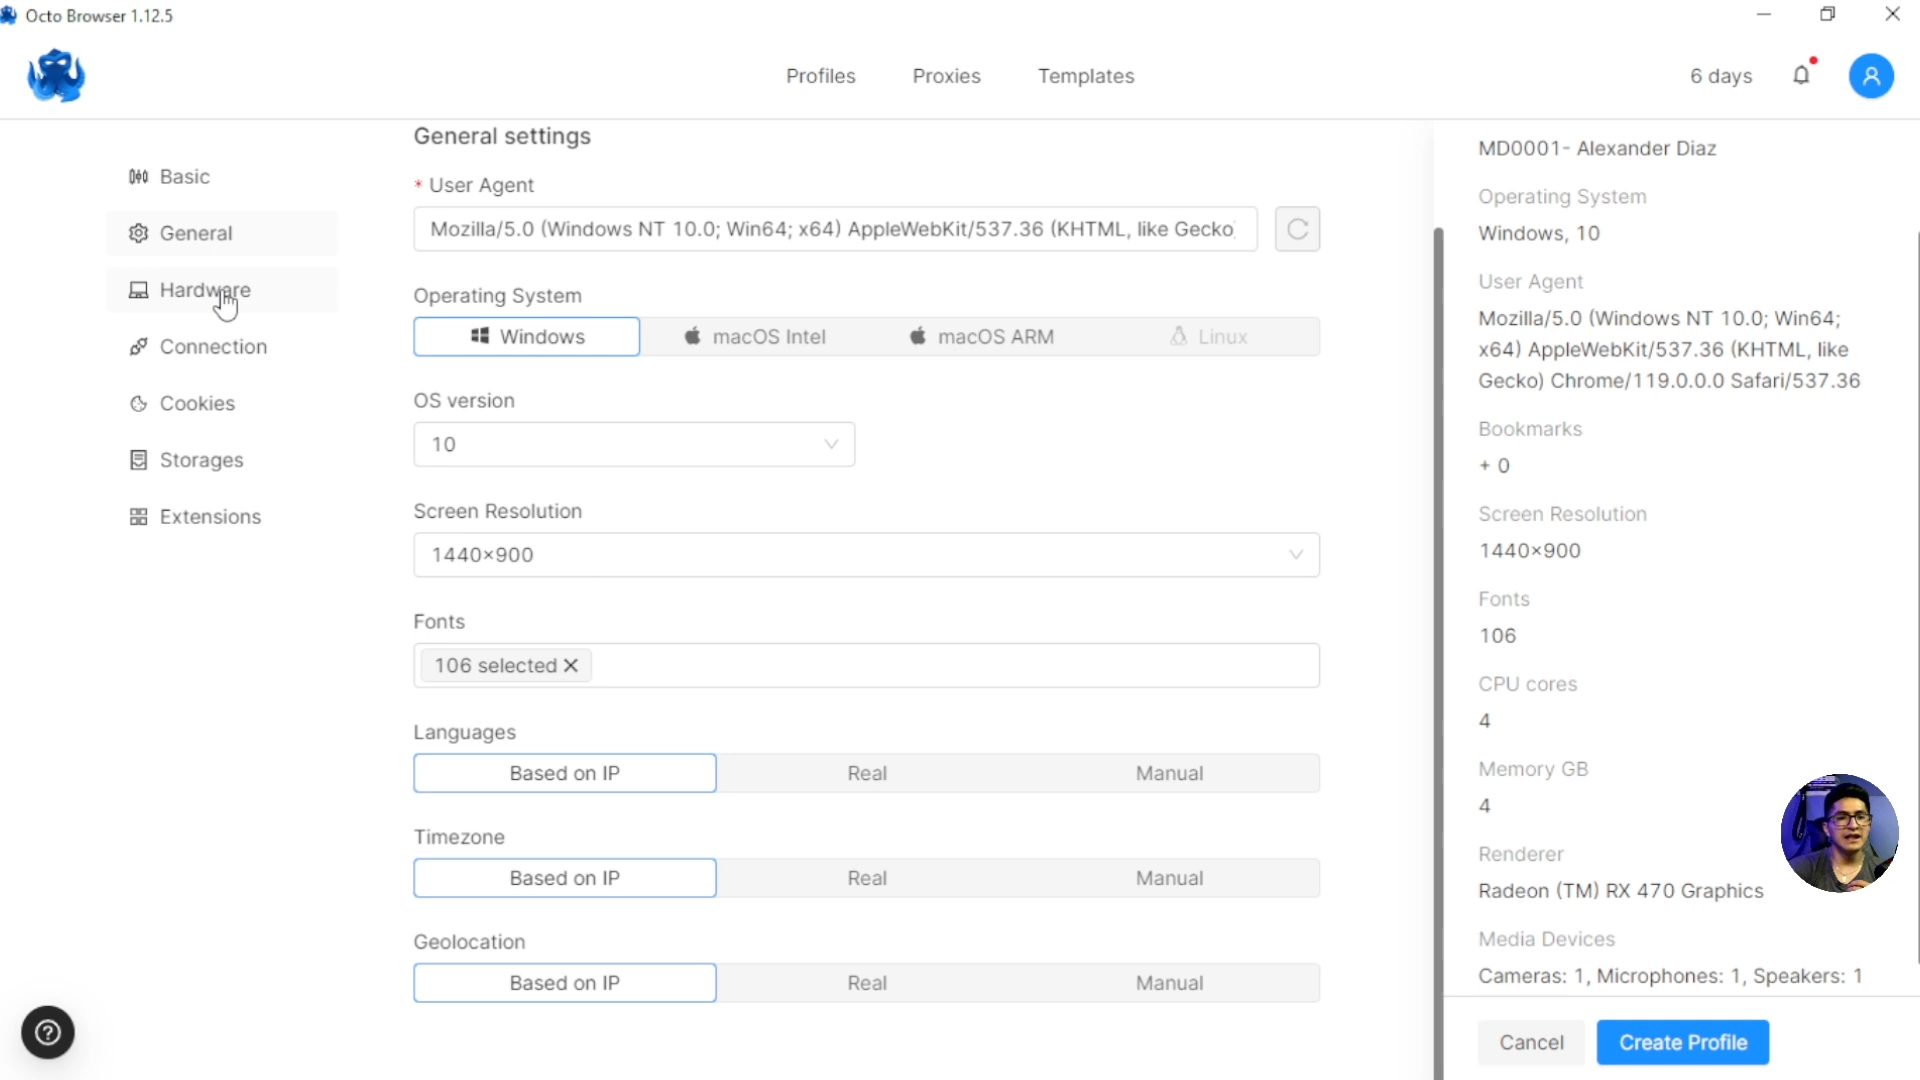 Octo Browser 1.12.5
Profiles
Proxies
Templates
6 days
Basic
General
Hardware
Connection
Cookies
Storages
Extensions
General settings
* User Agent
Mozilla/5.0 (Windows NT 10.0; Win64; x64) AppleWebKit/537.36 (KHTML, like Gecko)
Operating System
Windows
macOS Intel
macOS ARM
Linux
OS version
10
Screen Resolution
1440×900
Fonts
106 selected
Languages
Based on IP
Real
Manual
Timezone
Based on IP
Real
Manual
Geolocation
Based on IP
Real
Manual
MD0001- Alexander Diaz
Operating System
Windows, 10
User Agent
Mozilla/5.0 (Windows NT 10.0; Win64;
x64) AppleWebKit/537.36 (KHTML, like
Gecko) Chrome/119.0.0.0 Safari/537.36
Bookmarks
+ 0
Screen Resolution
1440×900
Fonts
106
CPU cores
4
Memory GB
4
Renderer
Radeon (TM) RX 470 Graphics
Media Devices
Cameras: 1, Microphones: 1, Speakers: 1
Cancel
Create Profile